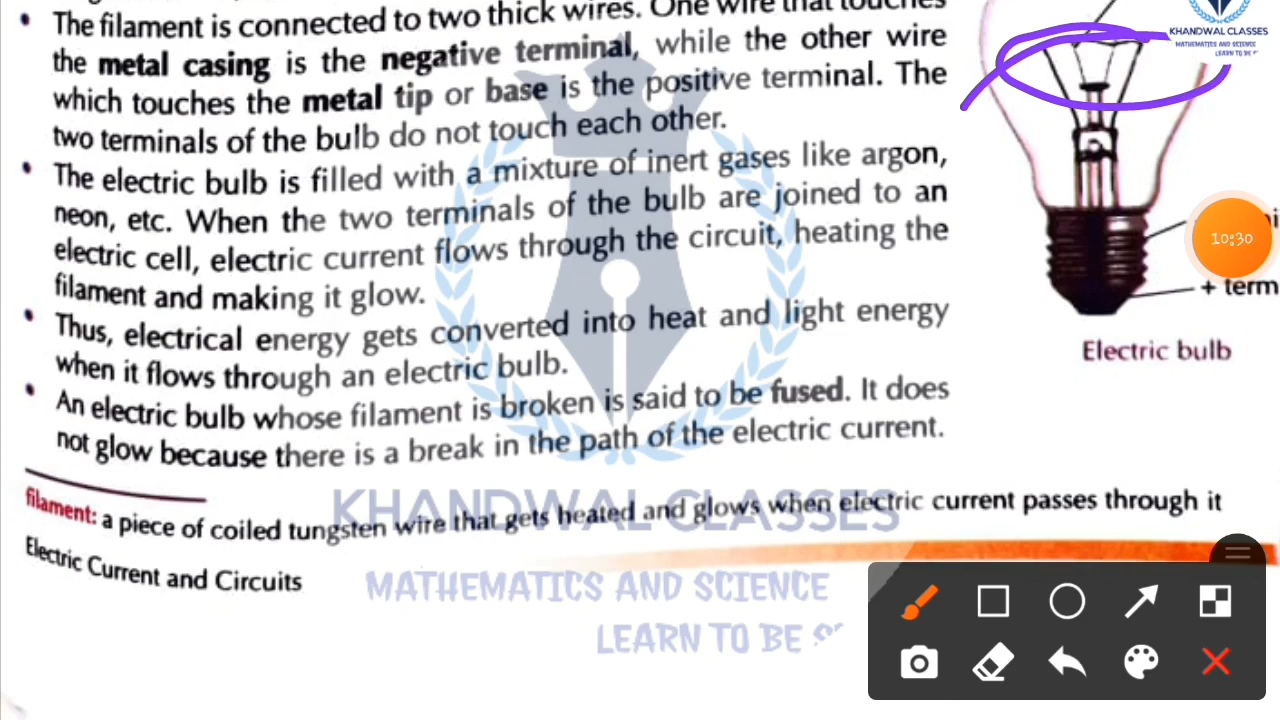 The filament is connected to two thick wires. One wire that touches
the metal casing is the negative terminal, while the other wire
which touches the metal tip or base is the positive terminal. The
two terminals of the bulb do not touch each other.
The electric bulb is filled with a mixture of inert gases like argon,
neon, etc. When the two terminals of the bulb are joined to an
electric cell, electric current flows through the circuit, heating the
filament and making it glow.
Thus, electrical energy gets converted into heat and light energy
when it flows through an electric bulb.
An electric bulb whose filament is broken is said to be fused. It does
not glow because there is a break in the path of the electric current.
filament: a piece of coiled tungsten wire that gets heated and glows when electric current passes through it
Electric Current and Circuits
KHANDWAL CLASSES
MATHEMATICS AND SCIENCE
LEARN TO BE
KHANDWAL CLASSES
MATHEMATICS AND SCIENCE
LEARN TO BE
10:30
+ term
Electric bulb